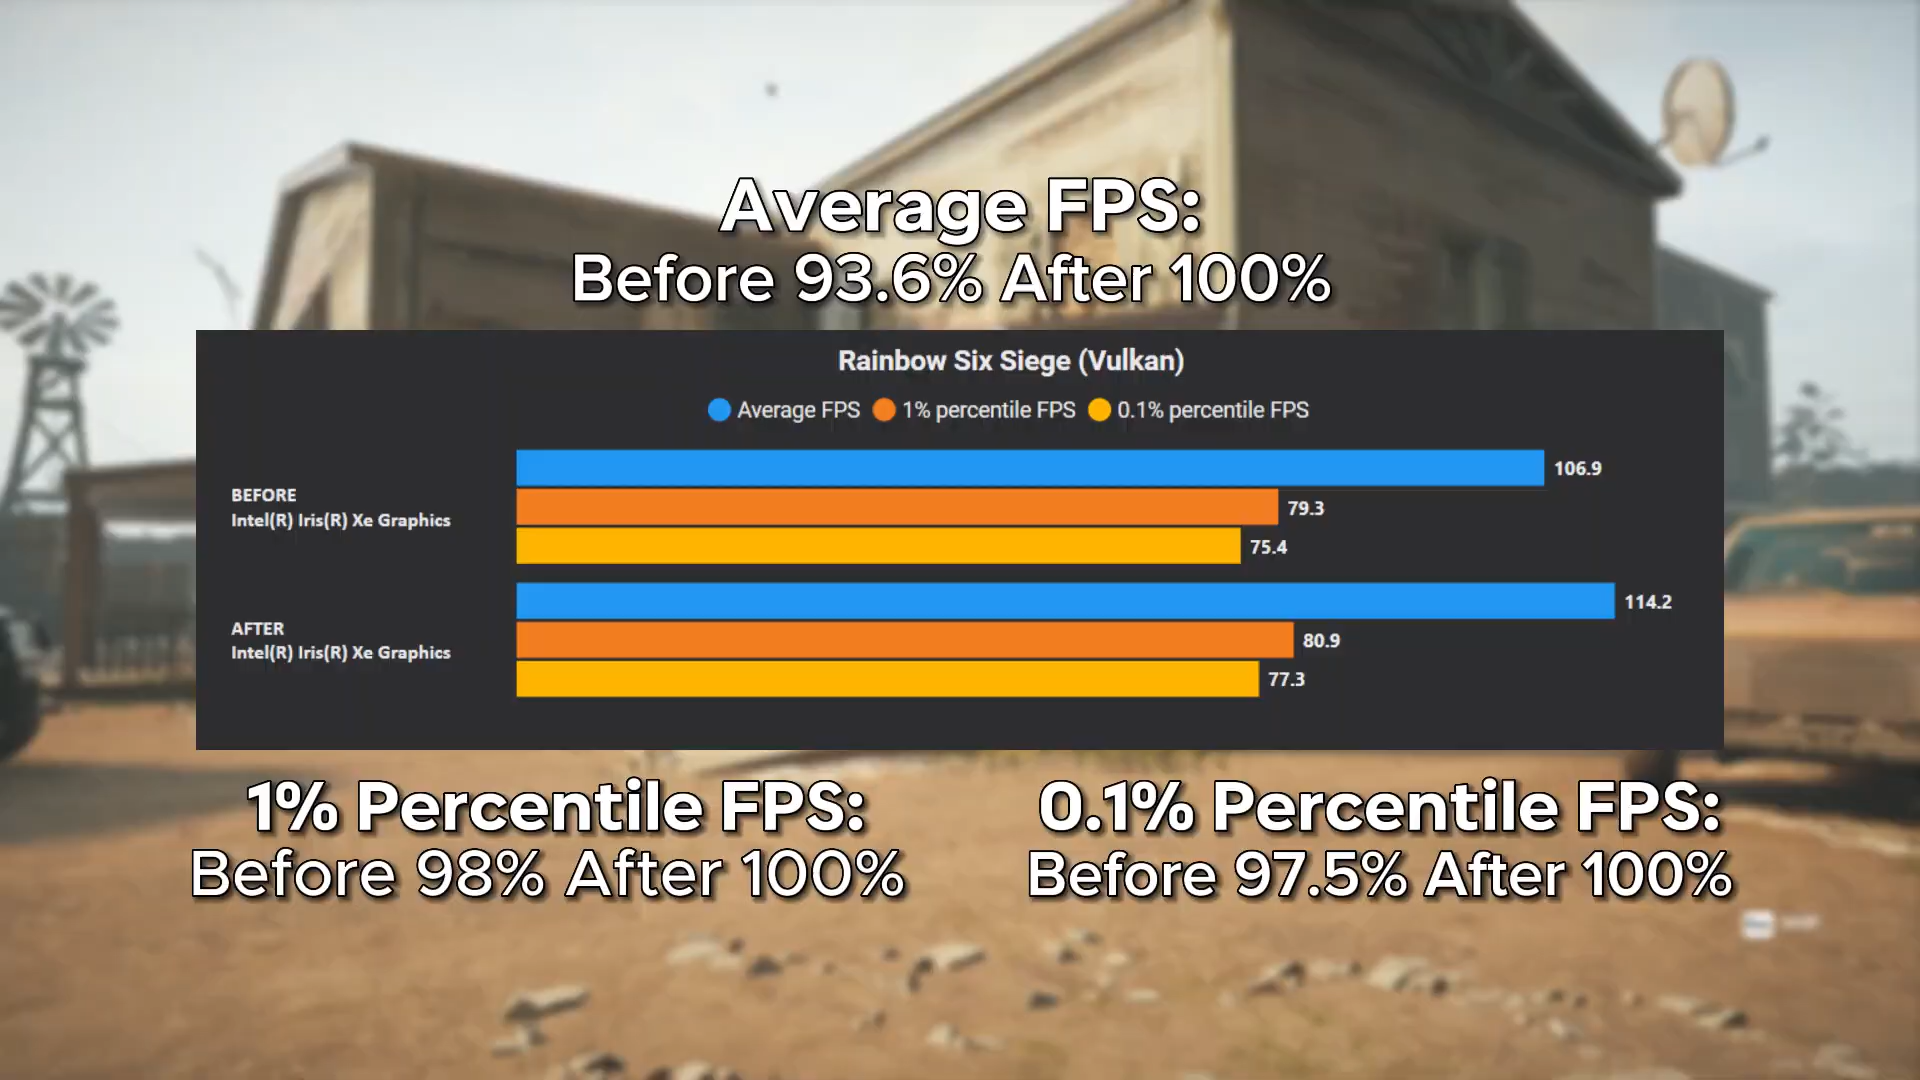 Average FPS:
Before 93.6% After 100%
Rainbow Six Siege (Vulkan)
Average FPS 1% percentile FPS 0.1% percentile FPS
106.9
BEFORE
Intel(R) Iris(R) Xe Graphics
79.3
75.4
114.2
AFTER
Intel(R) Iris(R) Xe Graphics
80.9
77.3
1% Percentile FPS:
Before 98% After 100%
0.1% Percentile FPS:
Before 97.5% After 100%